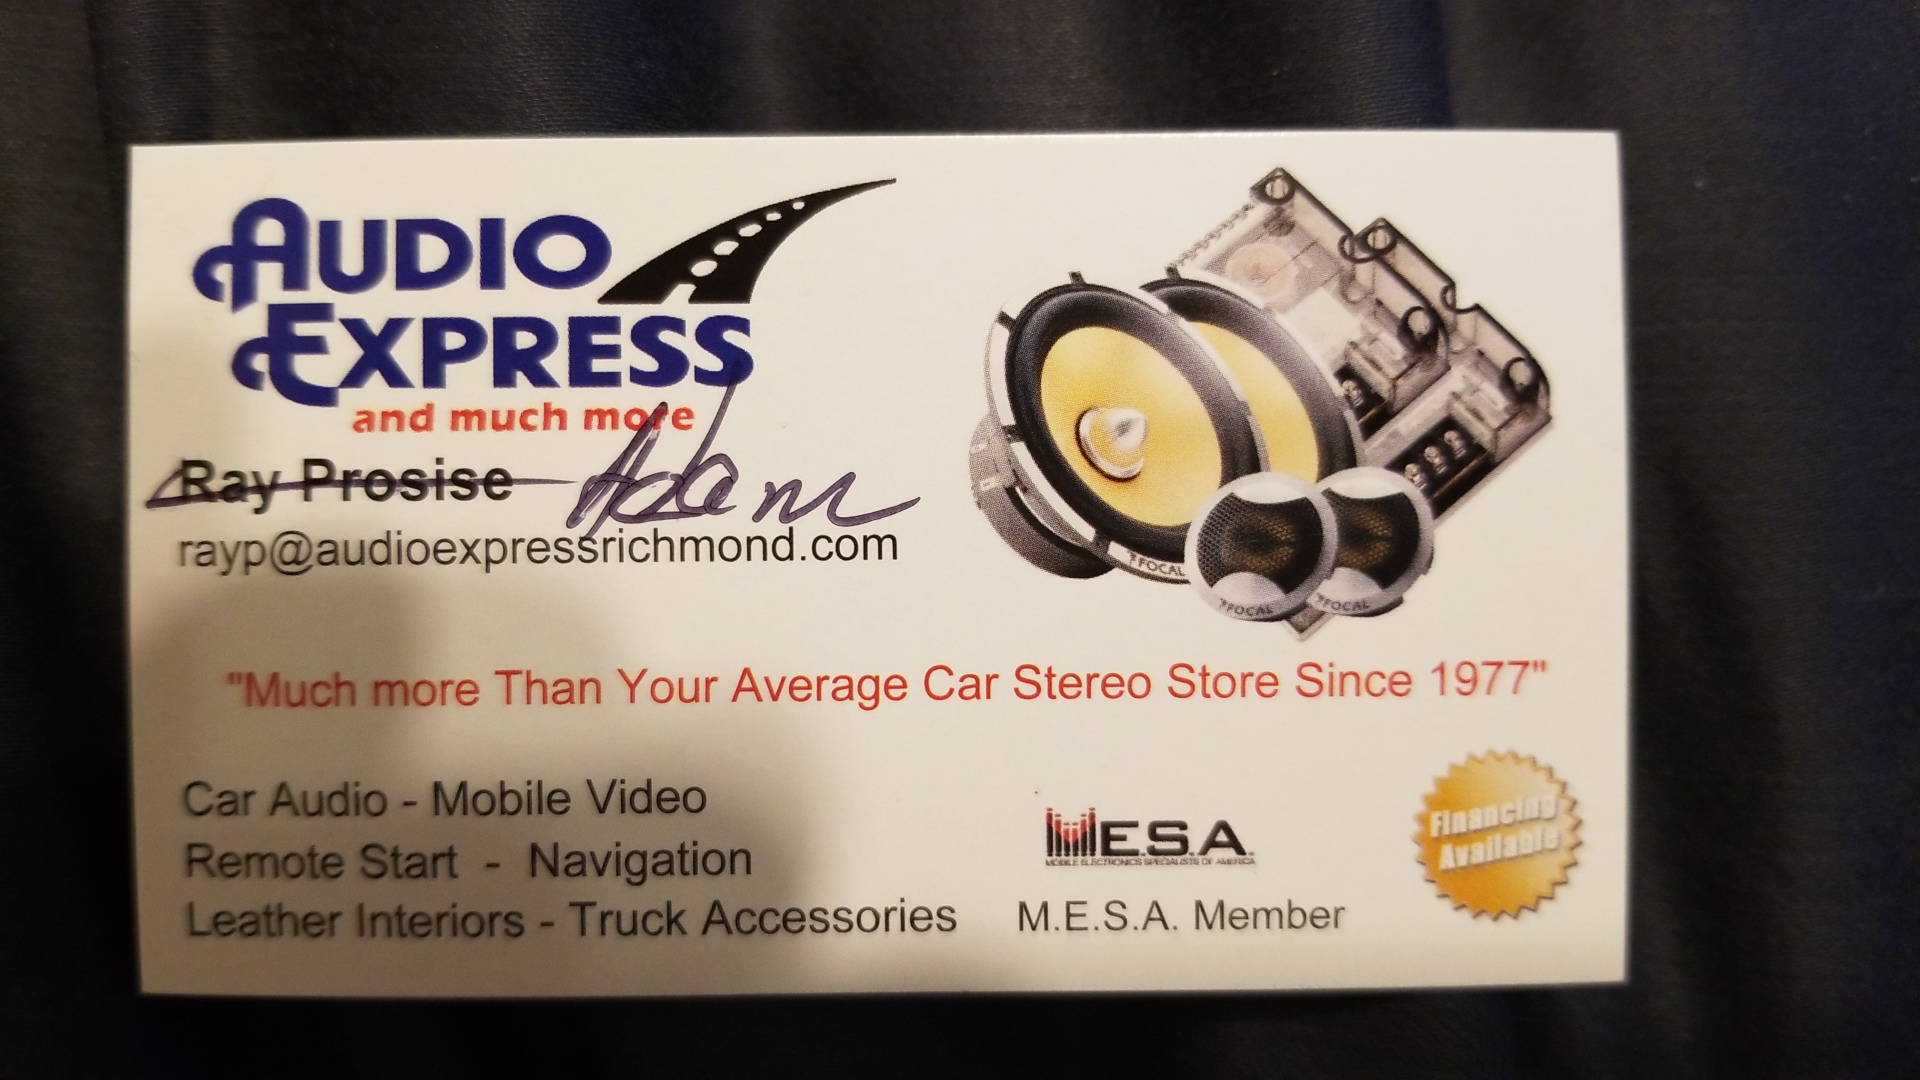 AUDIO
EXPRESS
and much more
Ray Prosise Adam
rayp@audioexpressrichmond.com
FOCAL
FOCAL
FOCAL
"Much more Than Your Average Car Stereo Store Since 1977"
Car Audio - Mobile Video
Remote Start - Navigation
Leather Interiors - Truck Accessories
M.E.S.A.
MOBILE ELECTRONICS SPECIALISTS OF AMERICA
M.E.S.A. Member
Financing
Available